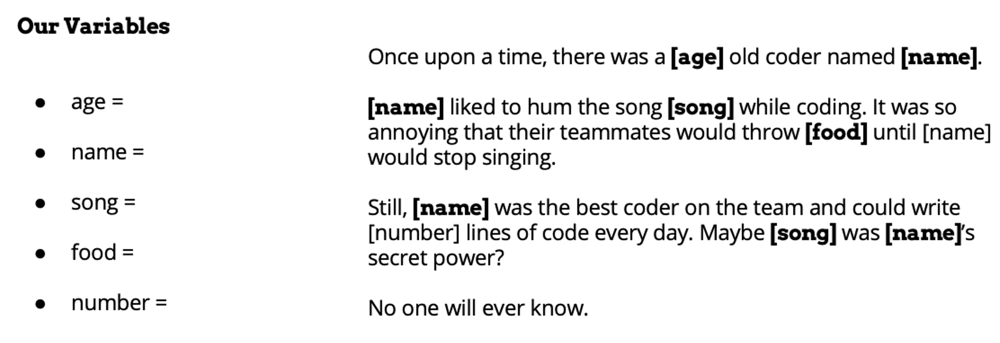 Our Variables
● age =
● name =
● song =
● food =
● number =
Once upon a time, there was a [age] old coder named [name].
[name] liked to hum the song [song] while coding. It was so
annoying that their teammates would throw [food] until [name]
would stop singing.
Still, [name] was the best coder on the team and could write
[number] lines of code every day. Maybe [song] was [name]’s
secret power?
No one will ever know.